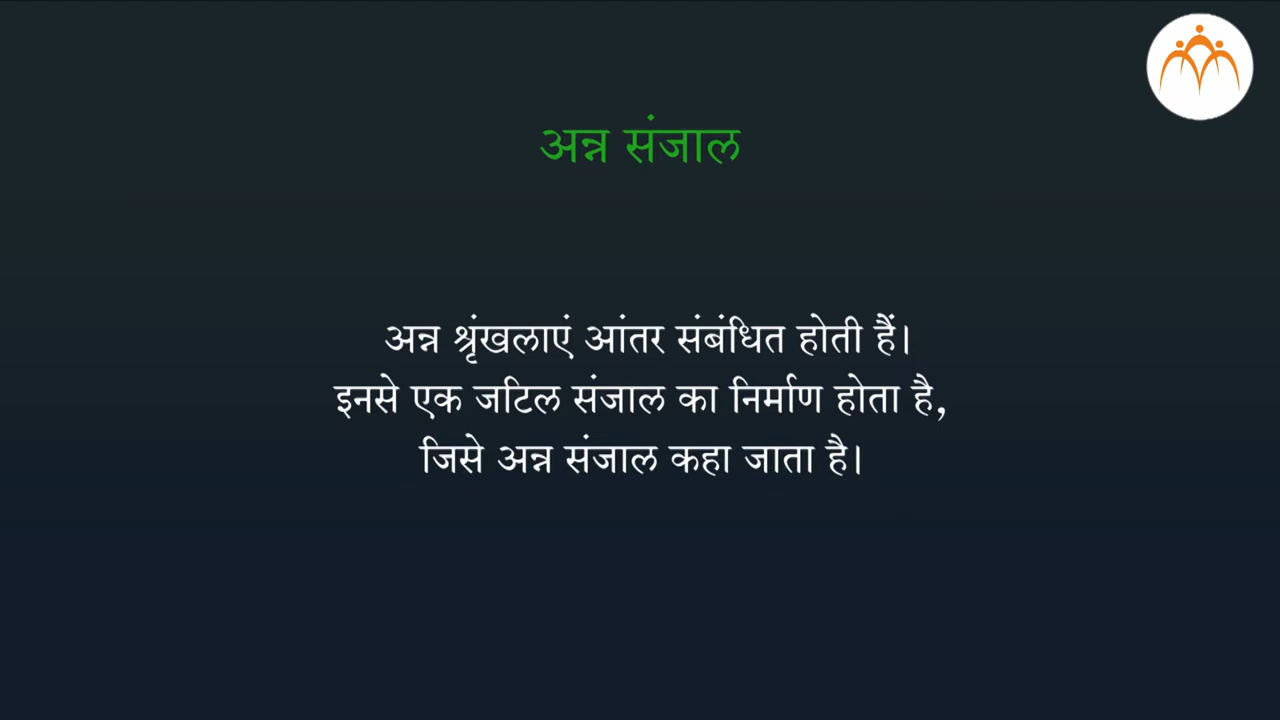 अन्न संजाल
अन्न श्रृंखलाएं आंतर संबंधित होती हैं।
इनसे एक जटिल संजाल का निर्माण होता है,
जिसे अन्न संजाल कहा जाता है।